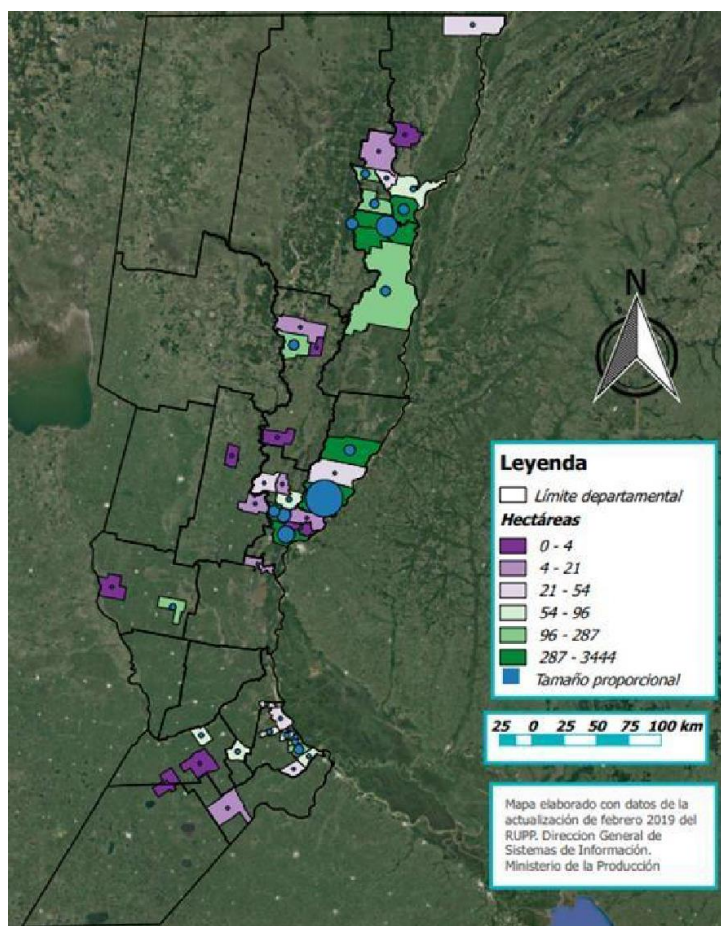 N
Leyenda
Límite departamental
Hectáreas
0 - 4
4 - 21
21 - 54
54 - 96
96 - 287
287 - 3444
Tamaño proporcional
25 0 25 50 75 100 km
Mapa elaborado con datos de la
actualización de febrero 2019 del
RUPP. Direccion General de
Sistemas de Información.
Ministerio de la Producción